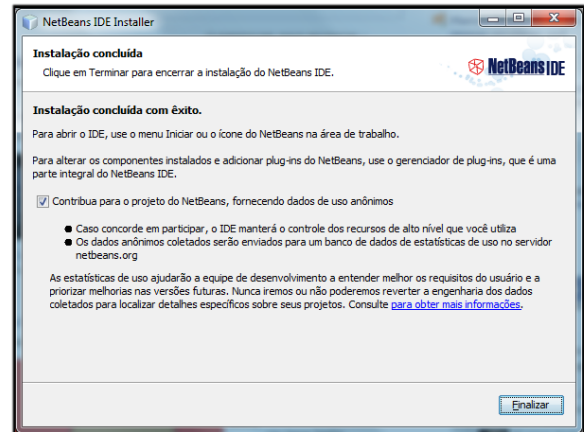 NetBeans IDE Installer
Instalação concluída
Clique em Terminar para encerrar a instalação do NetBeans IDE.
NetBeans IDE
Instalação concluída com êxito.
Para abrir o IDE, use o menu Iniciar ou o ícone do NetBeans na área de trabalho.
Para alterar os componentes instalados e adicionar plug-ins do NetBeans, use o gerenciador de plug-ins, que é uma
parte integral do NetBeans IDE.
Contribua para o projeto do NetBeans, fornecendo dados de uso anônimos
● Caso concorde em participar, o IDE manterá o controle dos recursos de alto nível que você utiliza
● Os dados anônimos coletados serão enviados para um banco de dados de estatísticas de uso no servidor
netbeans.org
As estatísticas de uso ajudarão a equipe de desenvolvimento a entender melhor os requisitos do usuário e a
priorizar melhorias nas versões futuras. Nunca iremos ou não poderemos reverter a engenharia dos dados
coletados para localizar detalhes específicos sobre seus projetos. Consulte para obter mais informações.
Finalizar